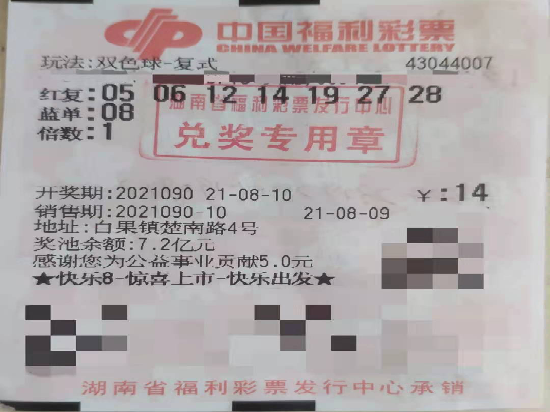 中国福利彩票
CHINA WELFARE LOTTERY
玩法:双色球-复式 43044007
红复:05 06 12 14 19 27 28
蓝单:08
倍数:1
湖南省福利彩票发行中心
兑奖专用章
开奖期:2021090 21-08-10 ¥:14
销售期:2021090-10 21-08-09
地址:白果镇楚南路4号
奖池余额:7.2亿元
感谢您为公益事业贡献5.0元
★快乐8-惊喜上市-快乐出发★
湖南省福利彩票发行中心承销